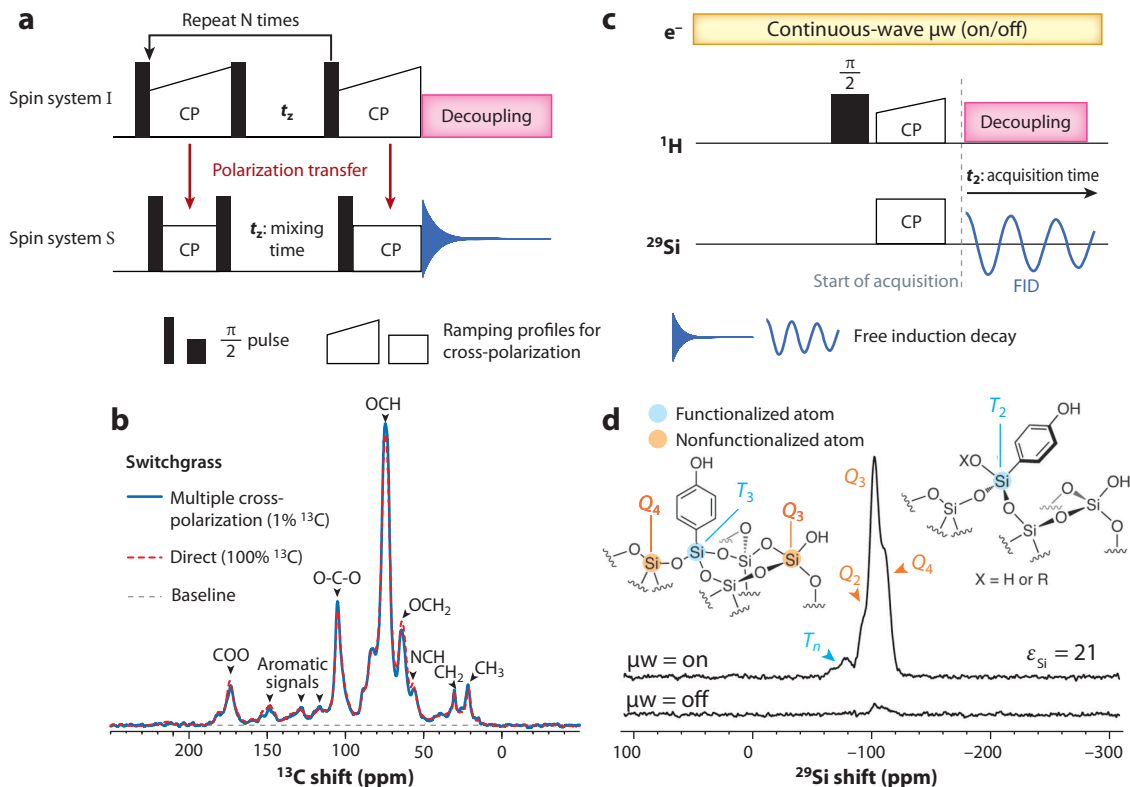 a
Repeat N times
Spin system I
CP
t_z
CP
Decoupling
Polarization transfer
Spin system S
CP
t_z: mixing
time
CP
π
2
pulse
Ramping profiles for
cross-polarization
c
e⁻
Continuous-wave μw (on/off)
π
2
¹H
CP
Decoupling
t₂: acquisition time
CP
²⁹Si
Start of acquisition
FID
Free induction decay
b
Switchgrass
Multiple cross-
polarization (1% ¹³C)
Direct (100% ¹³C)
Baseline
OCH
O-C-O
OCH₂
COO
Aromatic
signals
NCH
CH₂
CH₃
200
150
100
50
0
¹³C shift (ppm)
d
Functionalized atom
Nonfunctionalized atom
OH
Q₄
T₃
Q₃
O
O
OH
O
Si
O
Si
O
Si
Si
O
O
Si
O
Q₃
Q₂
Q₄
Tₙ
T₂
OH
XO
Si
OH
O
O
O
Si
Si
O
O
Si
O
X = H or R
μw = on
ε_Si = 21
μw = off
100
0
−100
−200
−300
²⁹Si shift (ppm)